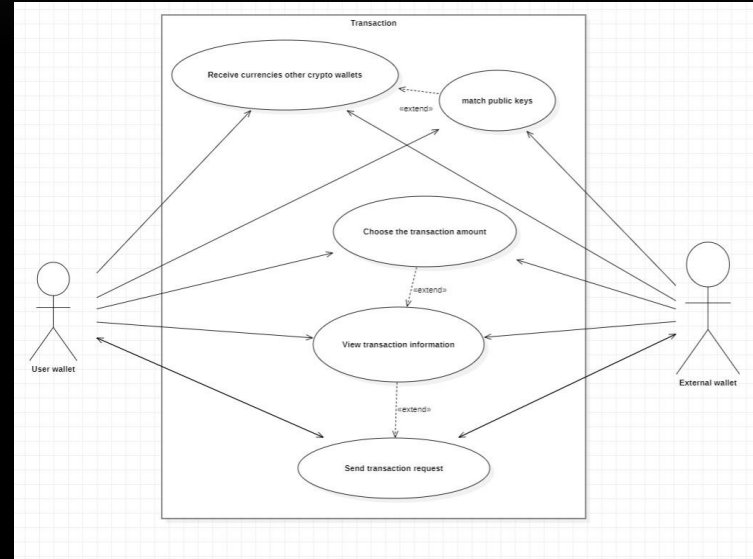 Transaction
Receive currencies other crypto wallets
match public keys
«extend»
Choose the transaction amount
«extend»
View transaction information
User wallet
External wallet
«extend»
Send transaction request